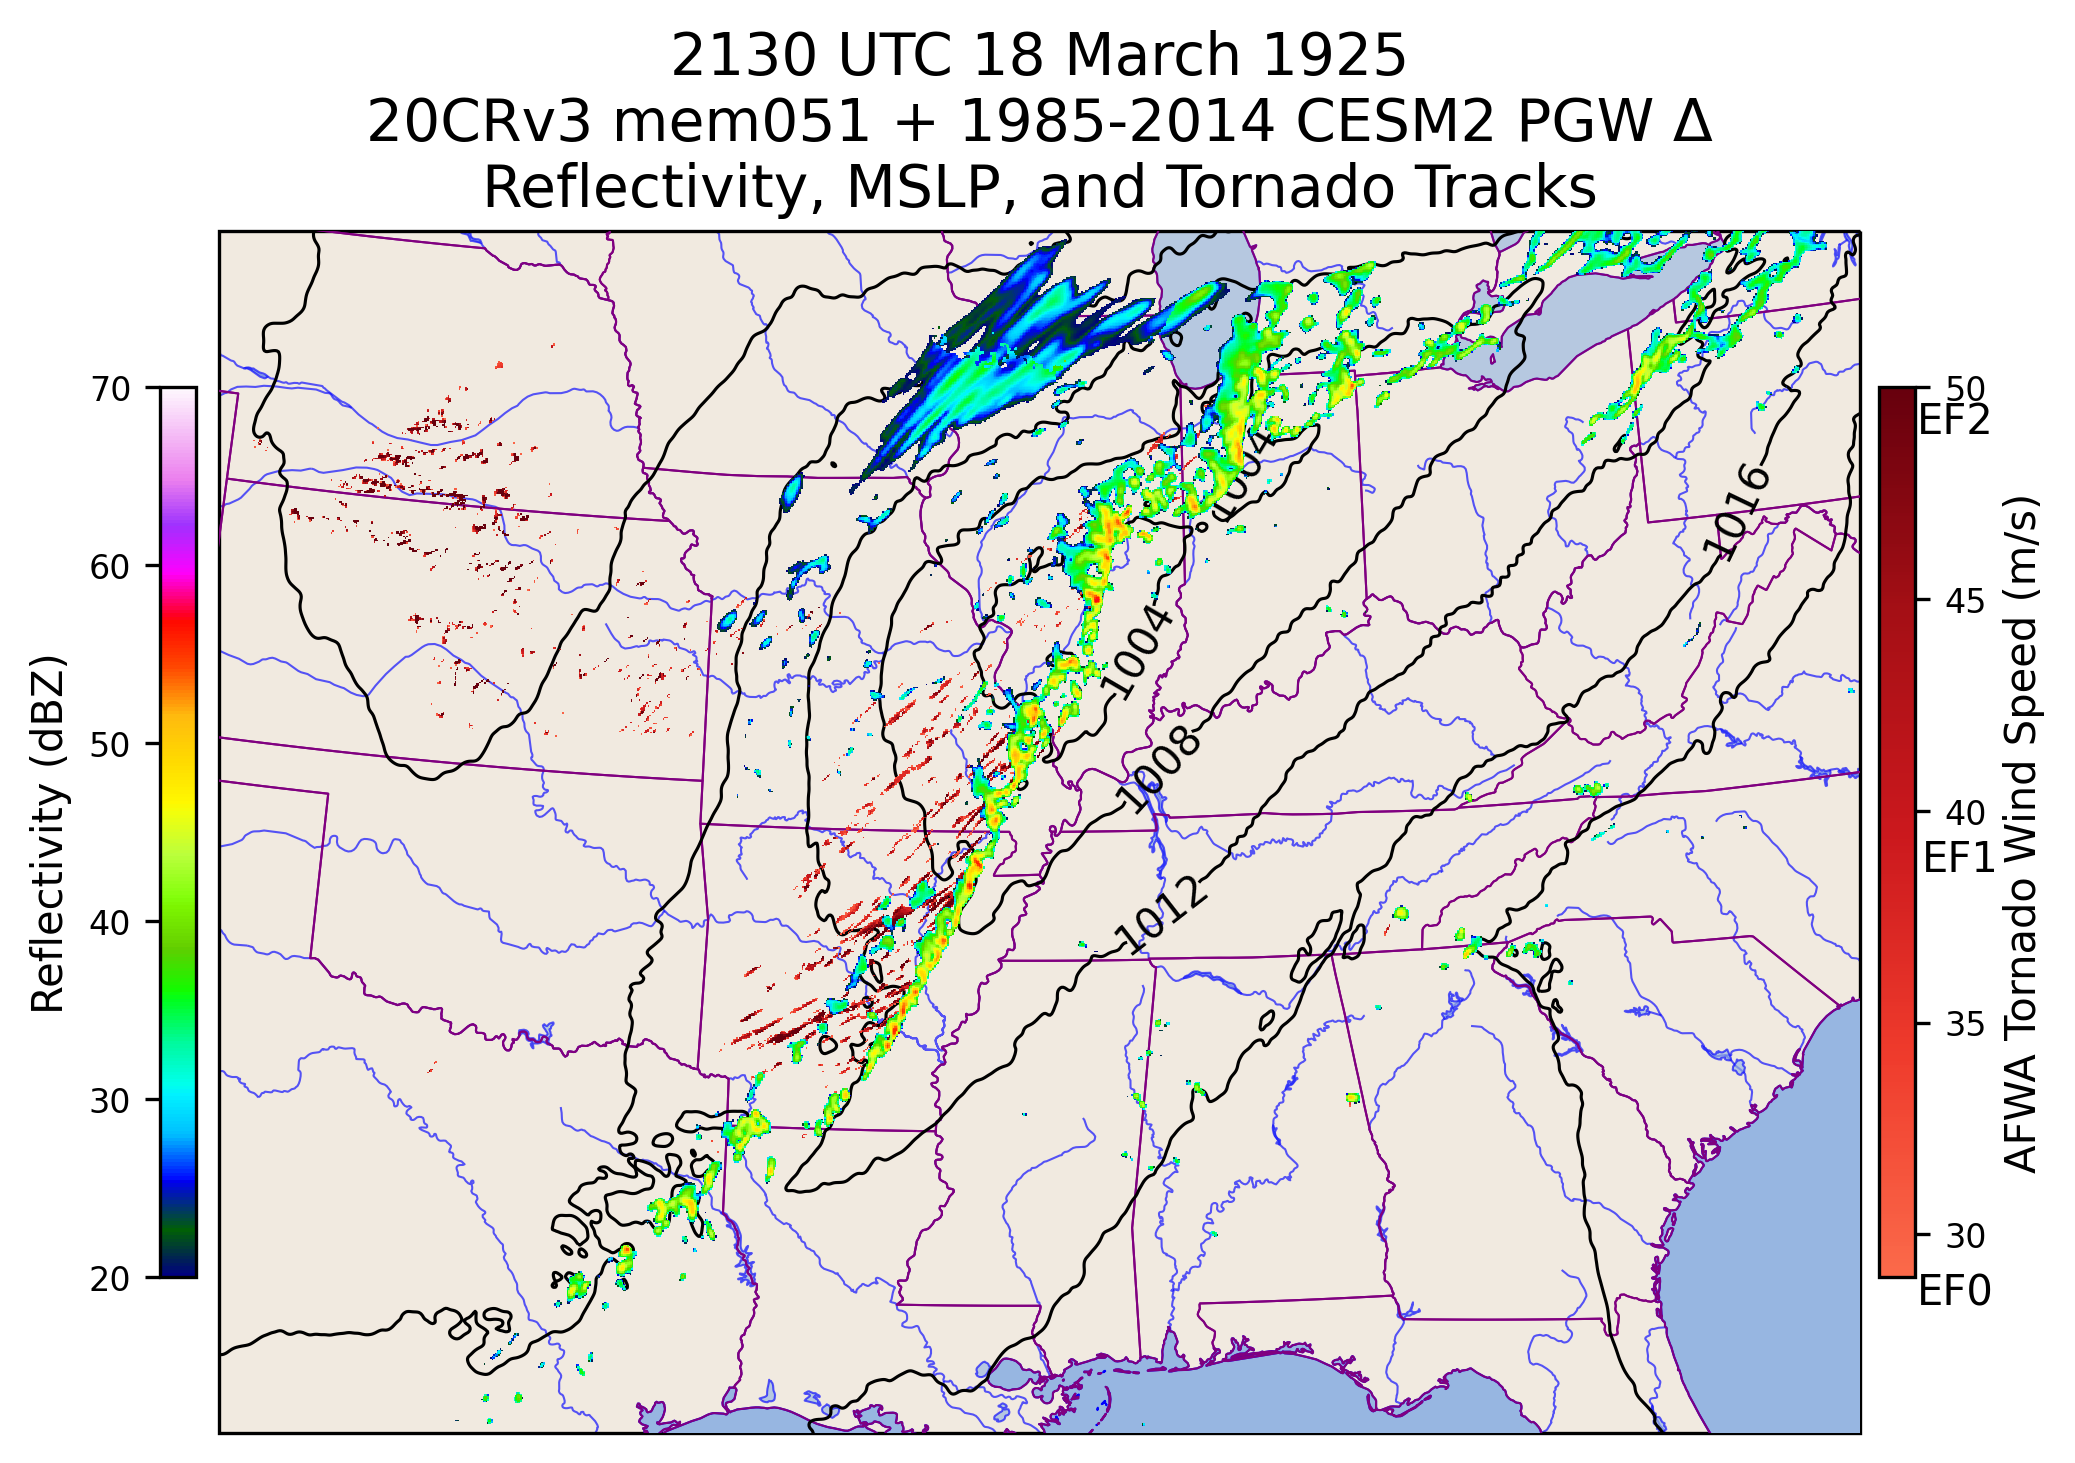 2130 UTC 18 March 1925
20CRv3 mem051 + 1985-2014 CESM2 PGW Δ
Reflectivity, MSLP, and Tornado Tracks
Reflectivity (dBZ)
70
60
50
40
30
20
1004
1016
1004
1008
1012
50
EF2
45
40
EF1
35
30
EF0
AFWA Tornado Wind Speed (m/s)